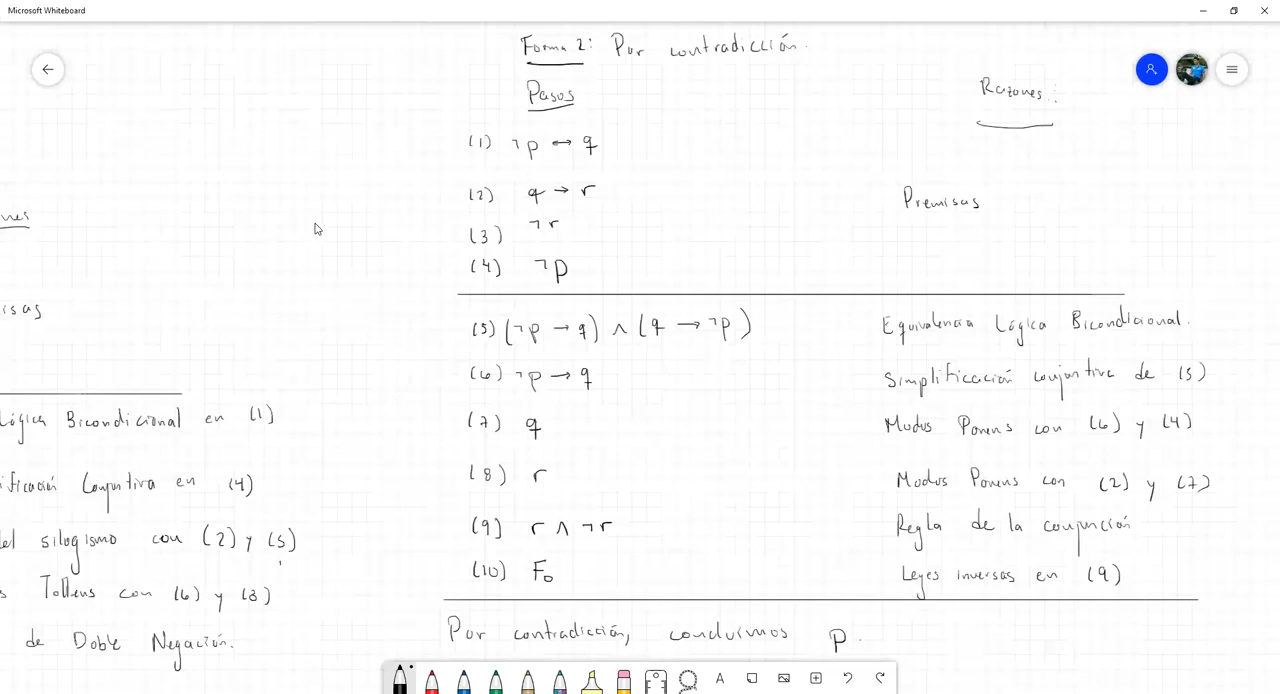 Microsoft Whiteboard
Forma 2: Por contradicción.
Pasos
Razones:
(1) ¬p ↔ q
(2) q → r
Premisas
(3) ¬r
(4) ¬p
(5) (¬p → q) ∧ (q → ¬p)
Equivalencia Lógica Bicondicional.
(6) ¬p → q
Simplificación conjuntiva de (5)
(7) q
Modus Ponens con (6) y (4)
(8) r
Modus Ponens con (2) y (7)
(9) r ∧ ¬r
Regla de la conjunción
(10) F₀
Leyes inversas en (9)
Por contradicción, concluimos p.
nes
isas
Lógica Bicondicional en (1)
ificación Conjuntiva en (4)
del silogismo con (2) y (5)
s Tollens con (6) y (3)
de Doble Negación.
A